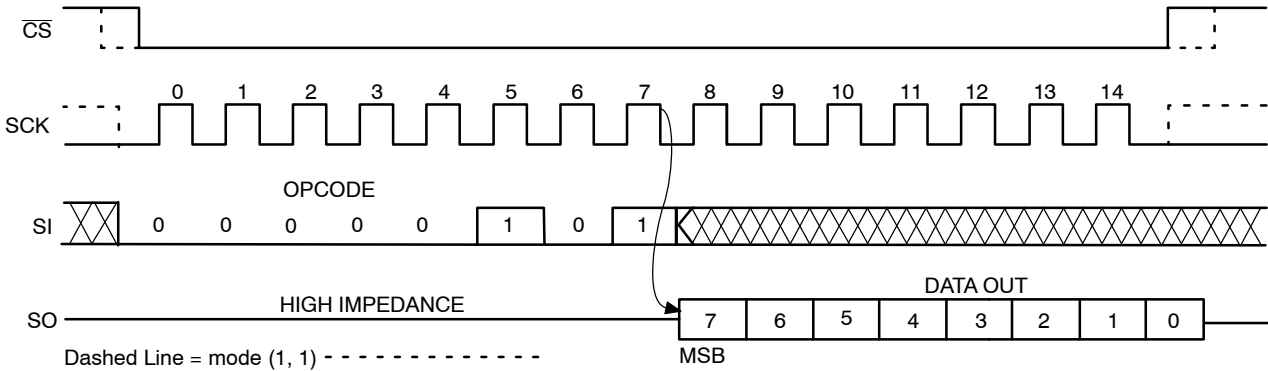 CS
0 1 2 3 4 5 6 7 8 9 10 11 12 13 14
SCK
OPCODE
SI 0 0 0 0 0 1 0 1
DATA OUT
HIGH IMPEDANCE
SO 7 6 5 4 3 2 1 0
Dashed Line = mode (1, 1) MSB